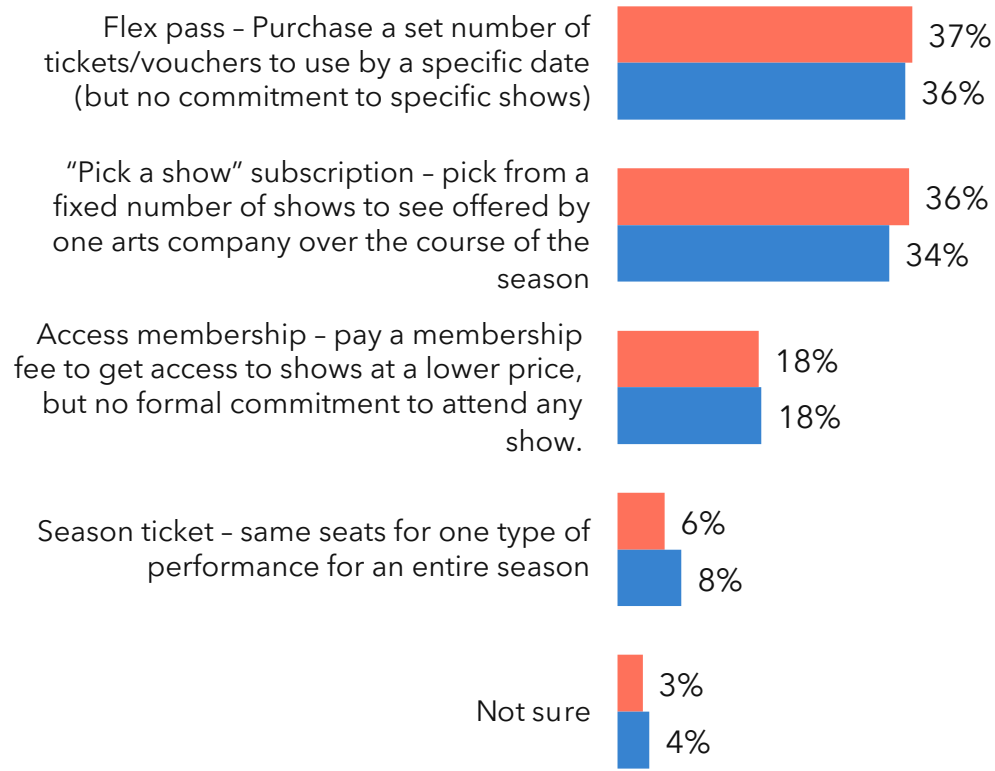 Flex pass – Purchase a set number of
tickets/vouchers to use by a specific date
(but no commitment to specific shows)
37%
36%
“Pick a show” subscription – pick from a
fixed number of shows to see offered by
one arts company over the course of the
season
36%
34%
Access membership – pay a membership
fee to get access to shows at a lower price,
but no formal commitment to attend any
show.
18%
18%
Season ticket – same seats for one type of
performance for an entire season
6%
8%
Not sure
3%
4%